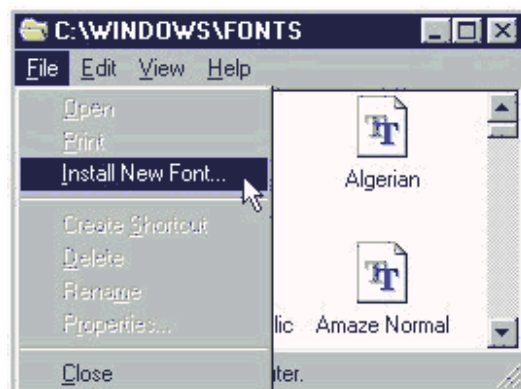 C:\WINDOWS\FONTS
File Edit View Help
Open
Print
Install New Font...
Algerian
Create Shortcut
Delete
Rename
Properties...
lic Amaze Normal
Close
ter.